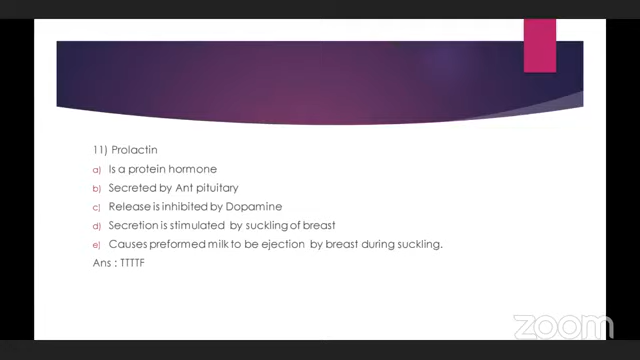 11) Prolactin
a) Is a protein hormone
b) Secreted by Ant pituitary
c) Release is inhibited by Dopamine
d) Secretion is stimulated by suckling of breast
e) Causes preformed milk to be ejection by breast during suckling.
Ans : TTTTF
zoom